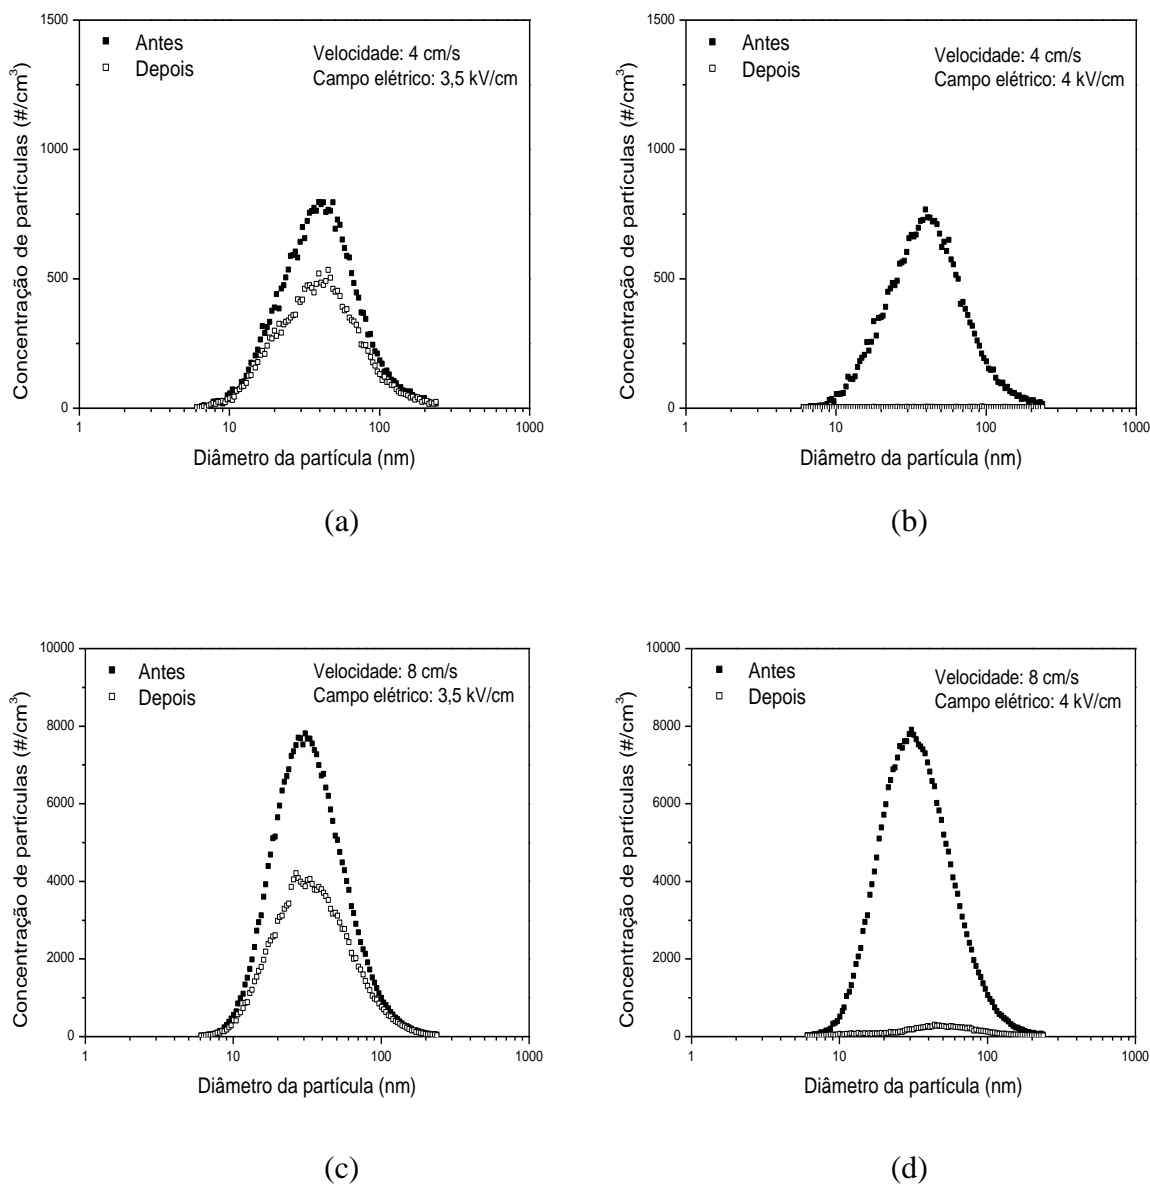 1500
Antes
Depois
Velocidade: 4 cm/s
Campo elétrico: 3,5 kV/cm
1000
500
0
Concentração de partículas (#/cm³)
1 10 100 1000
Diâmetro da partícula (nm)
(a)
1500
Antes
Depois
Velocidade: 4 cm/s
Campo elétrico: 4 kV/cm
1000
500
0
Concentração de partículas (#/cm³)
1 10 100 1000
Diâmetro da partícula (nm)
(b)
10000
Antes
Depois
Velocidade: 8 cm/s
Campo elétrico: 3,5 kV/cm
8000
6000
4000
2000
0
Concentração de partículas (#/cm³)
1 10 100 1000
Diâmetro da partícula (nm)
(c)
10000
Antes
Depois
Velocidade: 8 cm/s
Campo elétrico: 4 kV/cm
8000
6000
4000
2000
0
Concentração de partículas (#/cm³)
1 10 100 1000
Diâmetro da partícula (nm)
(d)